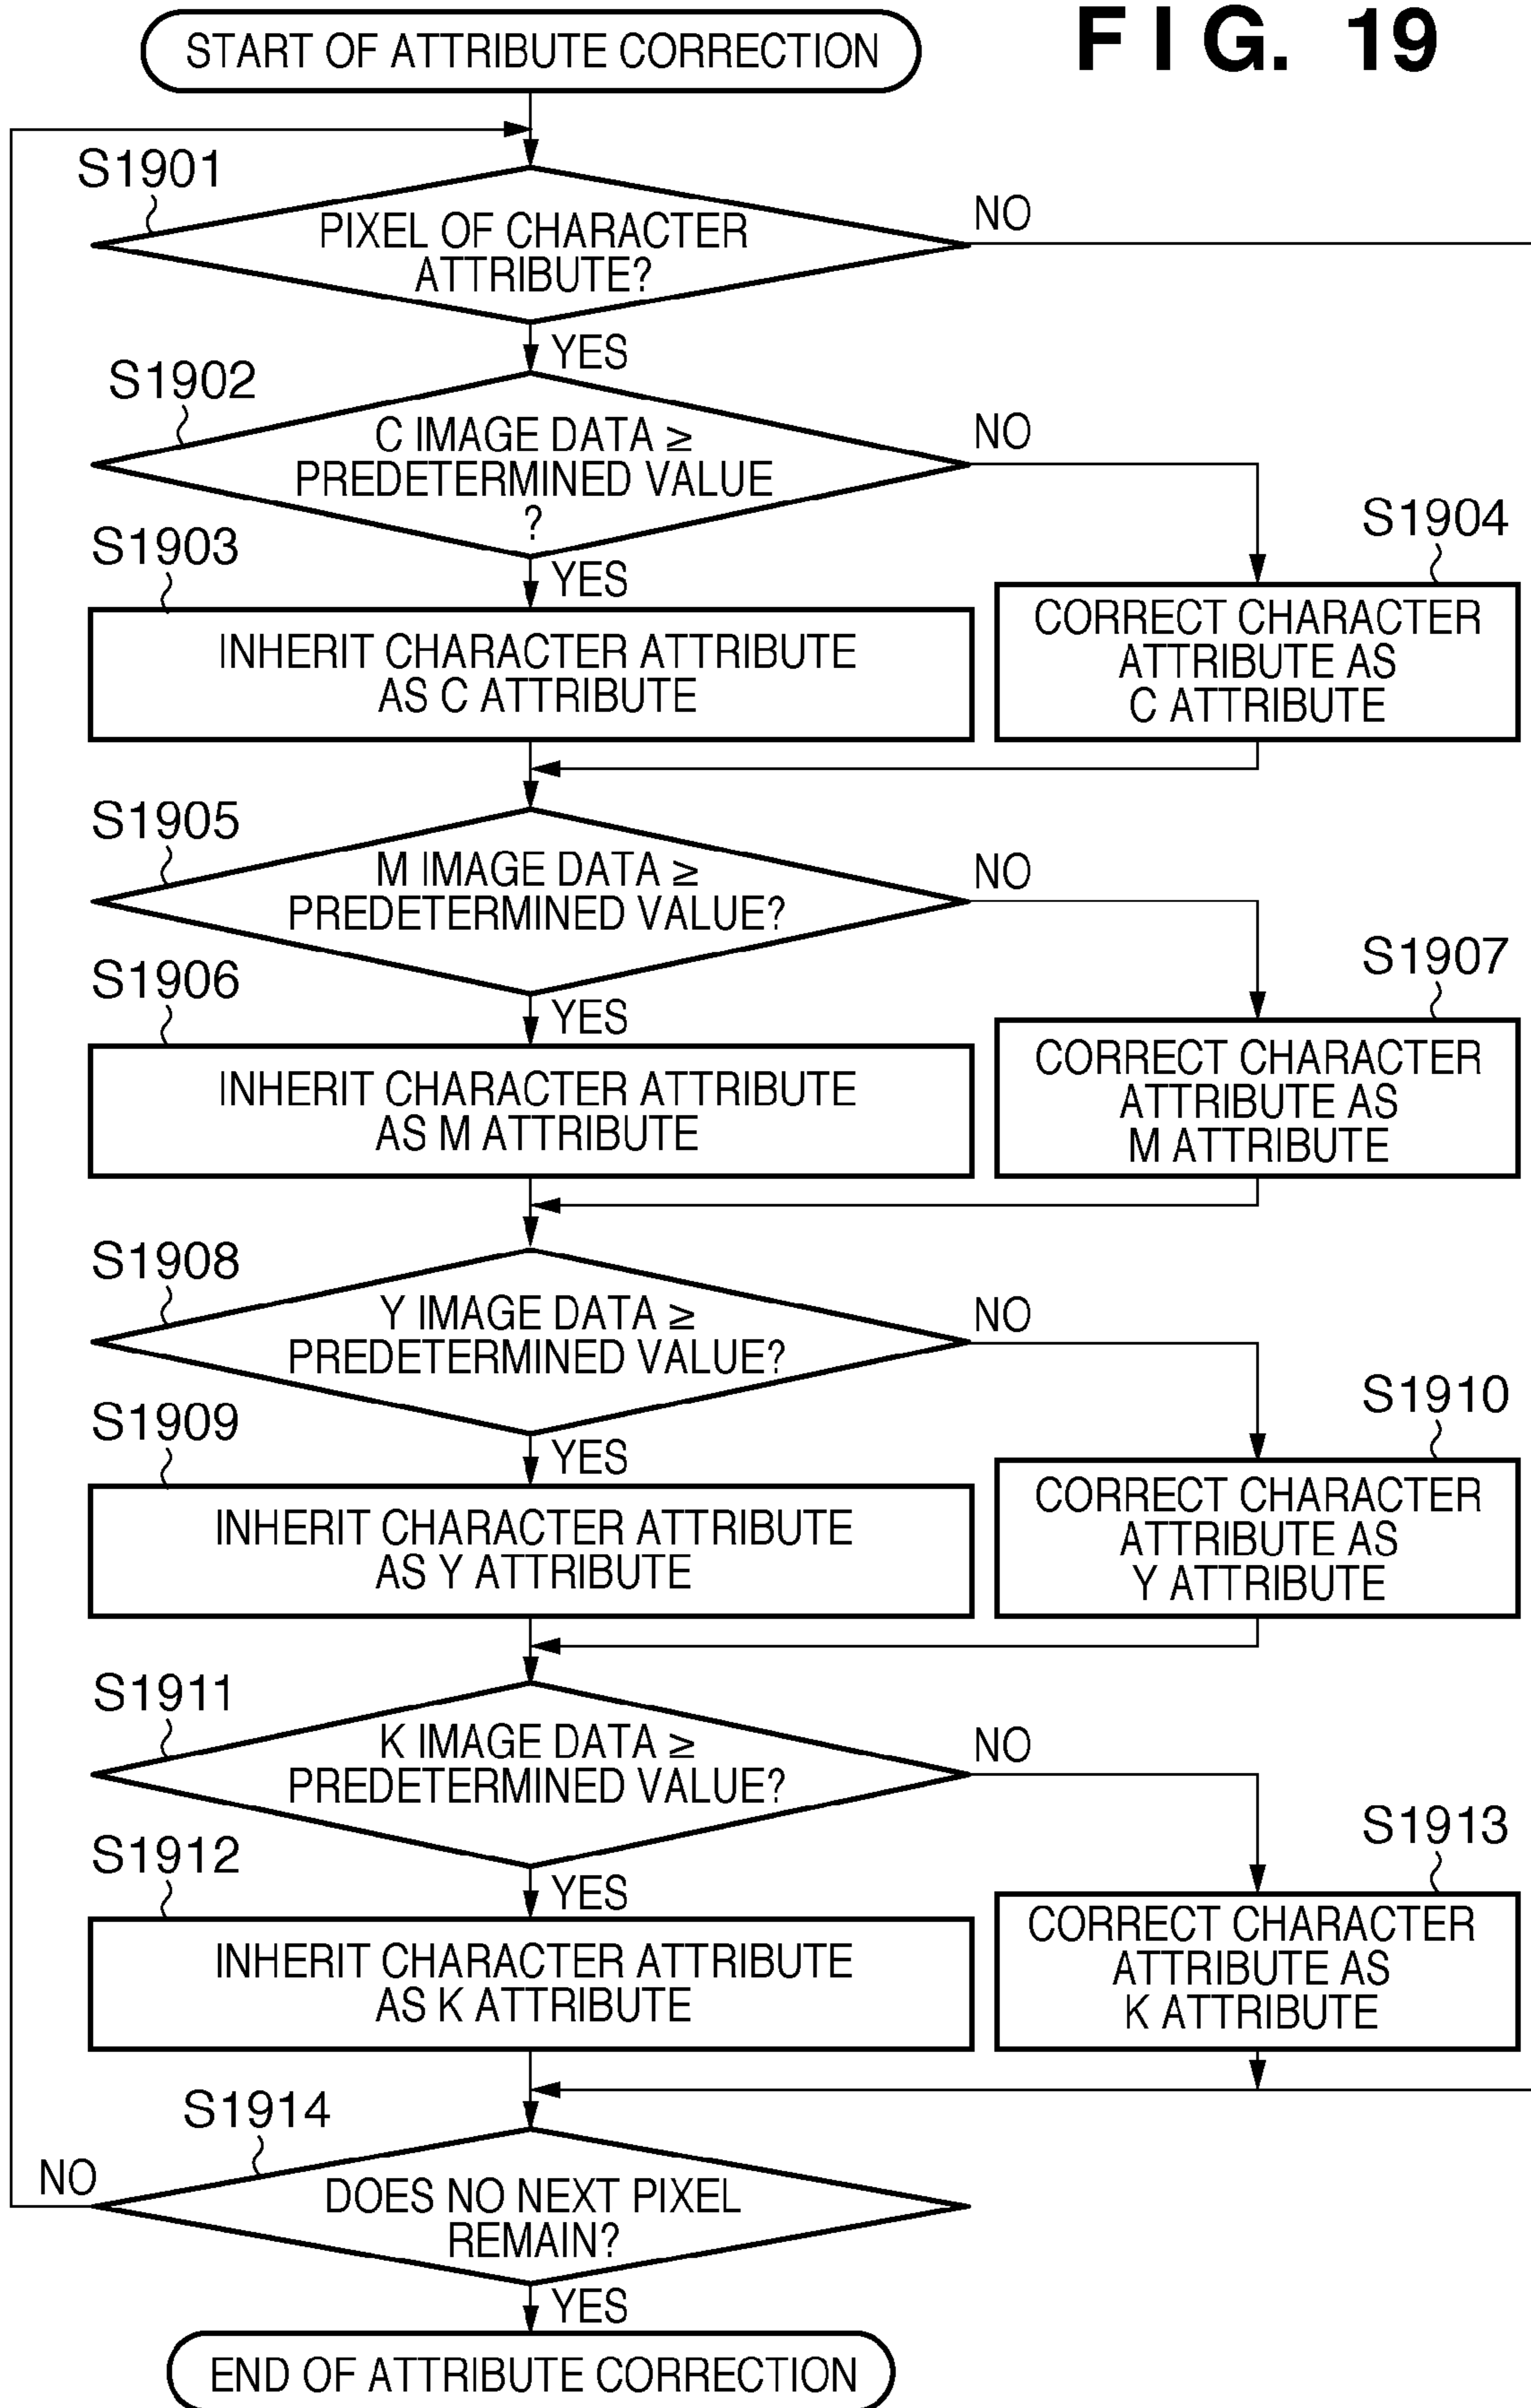 FIG. 19
START OF ATTRIBUTE CORRECTION
S1901
PIXEL OF CHARACTER
ATTRIBUTE?
NO
YES
S1902
C IMAGE DATA ≥
PREDETERMINED VALUE
?
NO
YES
S1903
INHERIT CHARACTER ATTRIBUTE
AS C ATTRIBUTE
S1904
CORRECT CHARACTER
ATTRIBUTE AS
C ATTRIBUTE
S1905
M IMAGE DATA ≥
PREDETERMINED VALUE?
NO
YES
S1906
INHERIT CHARACTER ATTRIBUTE
AS M ATTRIBUTE
S1907
CORRECT CHARACTER
ATTRIBUTE AS
M ATTRIBUTE
S1908
Y IMAGE DATA ≥
PREDETERMINED VALUE?
NO
YES
S1909
INHERIT CHARACTER ATTRIBUTE
AS Y ATTRIBUTE
S1910
CORRECT CHARACTER
ATTRIBUTE AS
Y ATTRIBUTE
S1911
K IMAGE DATA ≥
PREDETERMINED VALUE?
NO
YES
S1912
INHERIT CHARACTER ATTRIBUTE
AS K ATTRIBUTE
S1913
CORRECT CHARACTER
ATTRIBUTE AS
K ATTRIBUTE
S1914
NO
DOES NO NEXT PIXEL
REMAIN?
YES
END OF ATTRIBUTE CORRECTION